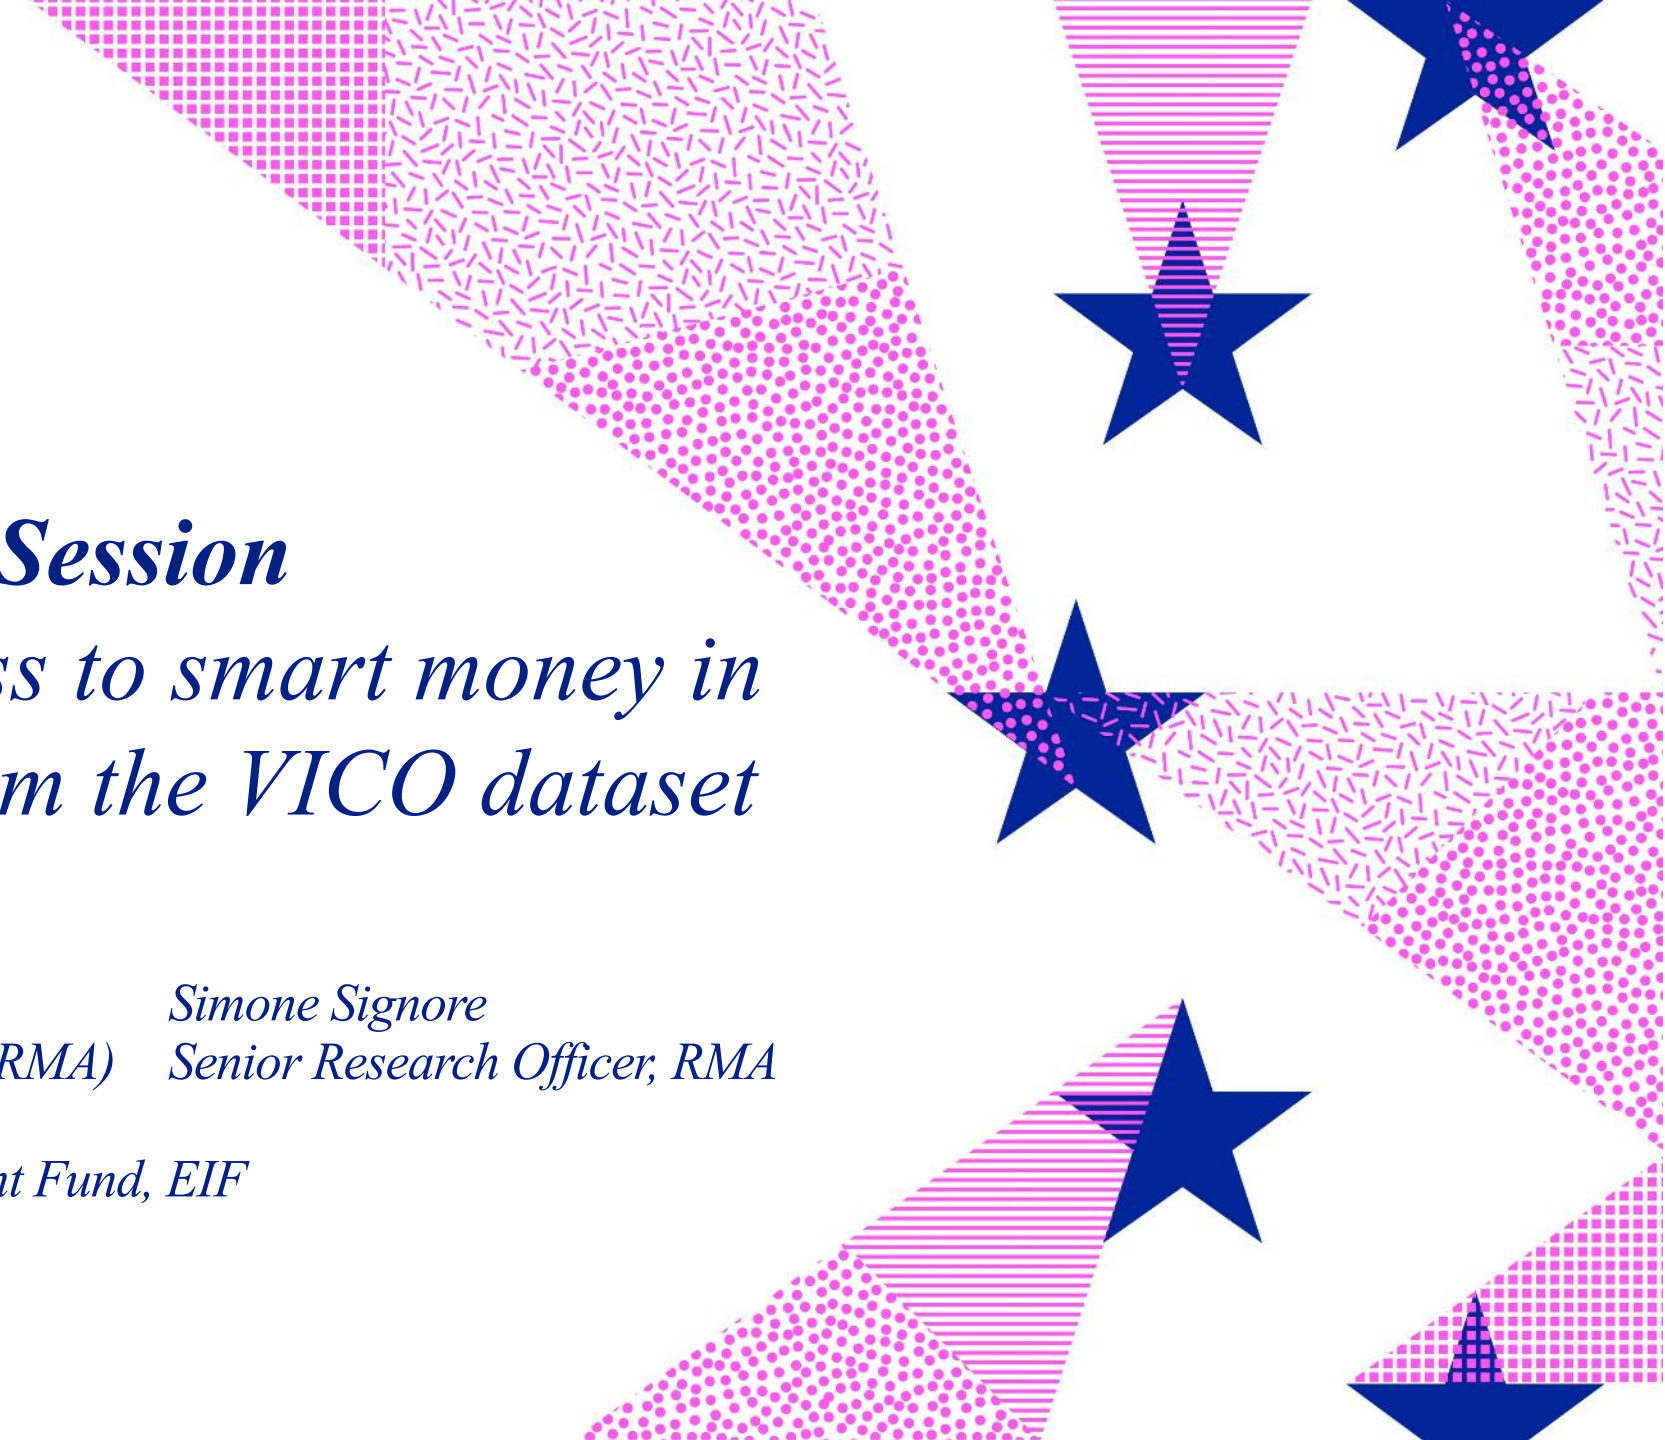 Session
ss to smart money in
m the VICO dataset
Simone Signore
RMA) Senior Research Officer, RMA
nt Fund, EIF